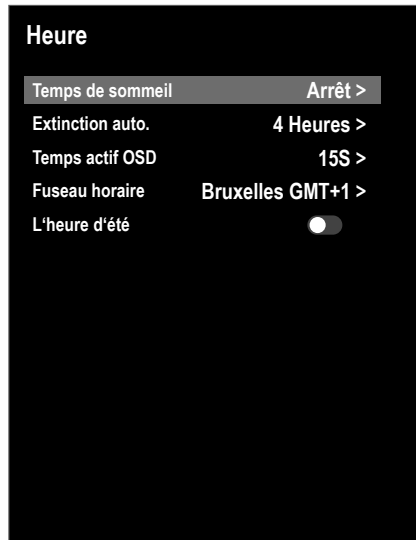 Heure
Temps de sommeil Arrêt >
Extinction auto. 4 Heures >
Temps actif OSD 15S >
Fuseau horaire Bruxelles GMT+1 >
L‘heure d‘été